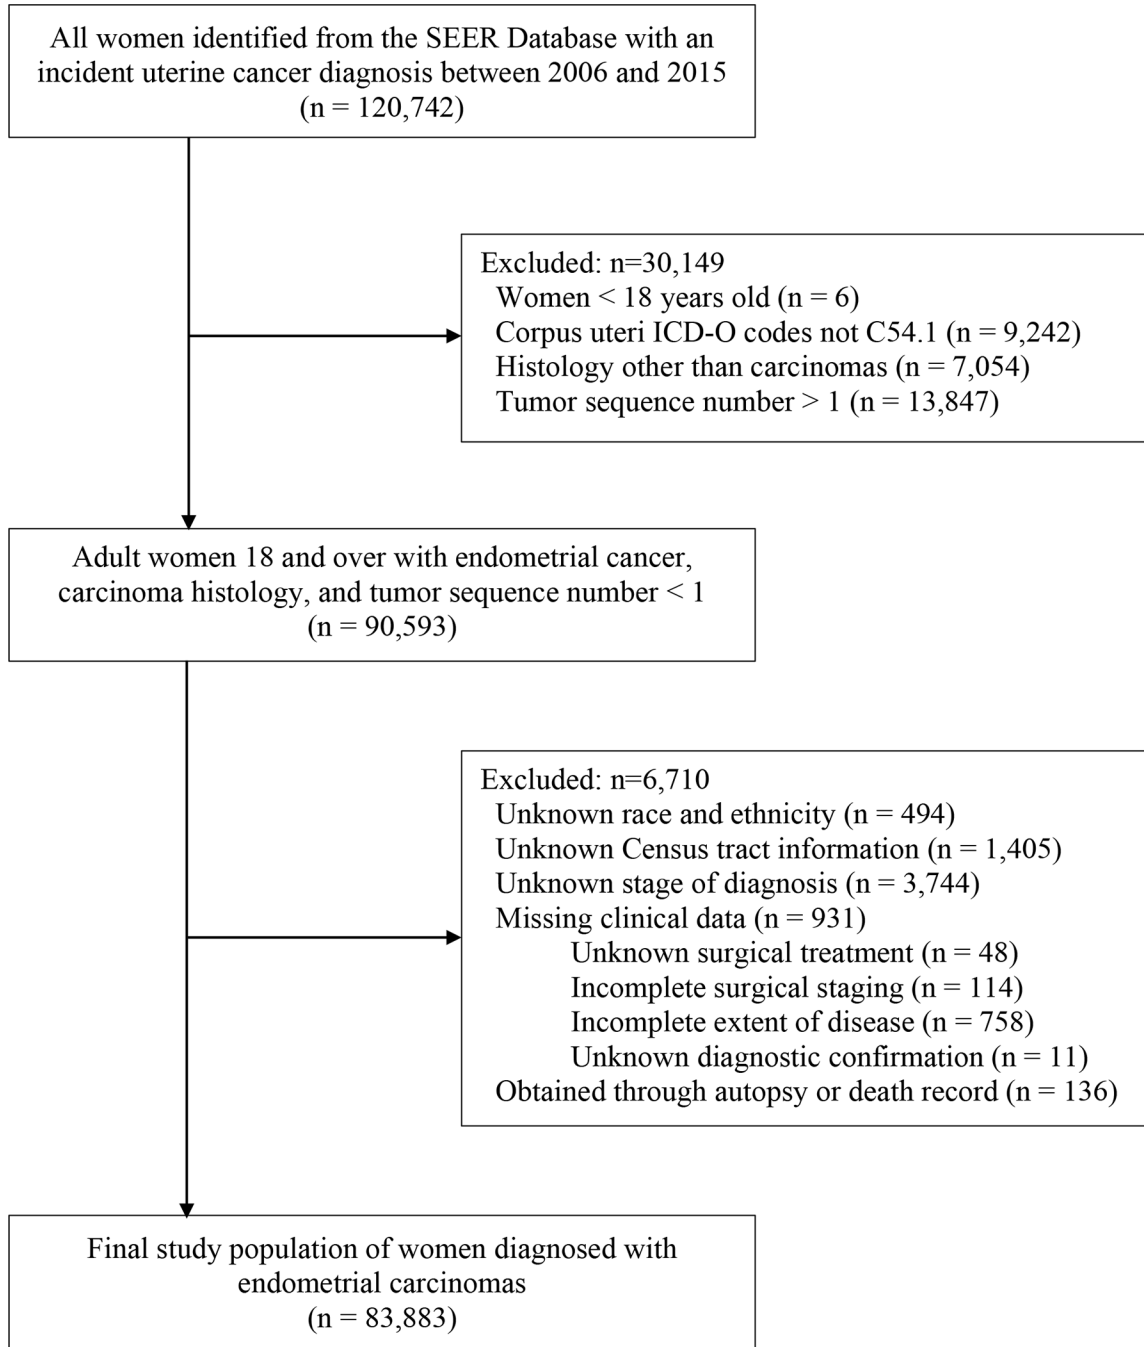 All women identified from the SEER Database with an
incident uterine cancer diagnosis between 2006 and 2015
(n = 120,742)
Excluded: n=30,149
Women < 18 years old (n = 6)
Corpus uteri ICD-O codes not C54.1 (n = 9,242)
Histology other than carcinomas (n = 7,054)
Tumor sequence number > 1 (n = 13,847)
Adult women 18 and over with endometrial cancer,
carcinoma histology, and tumor sequence number < 1
(n = 90,593)
Excluded: n=6,710
Unknown race and ethnicity (n = 494)
Unknown Census tract information (n = 1,405)
Unknown stage of diagnosis (n = 3,744)
Missing clinical data (n = 931)
Unknown surgical treatment (n = 48)
Incomplete surgical staging (n = 114)
Incomplete extent of disease (n = 758)
Unknown diagnostic confirmation (n = 11)
Obtained through autopsy or death record (n = 136)
Final study population of women diagnosed with
endometrial carcinomas
(n = 83,883)